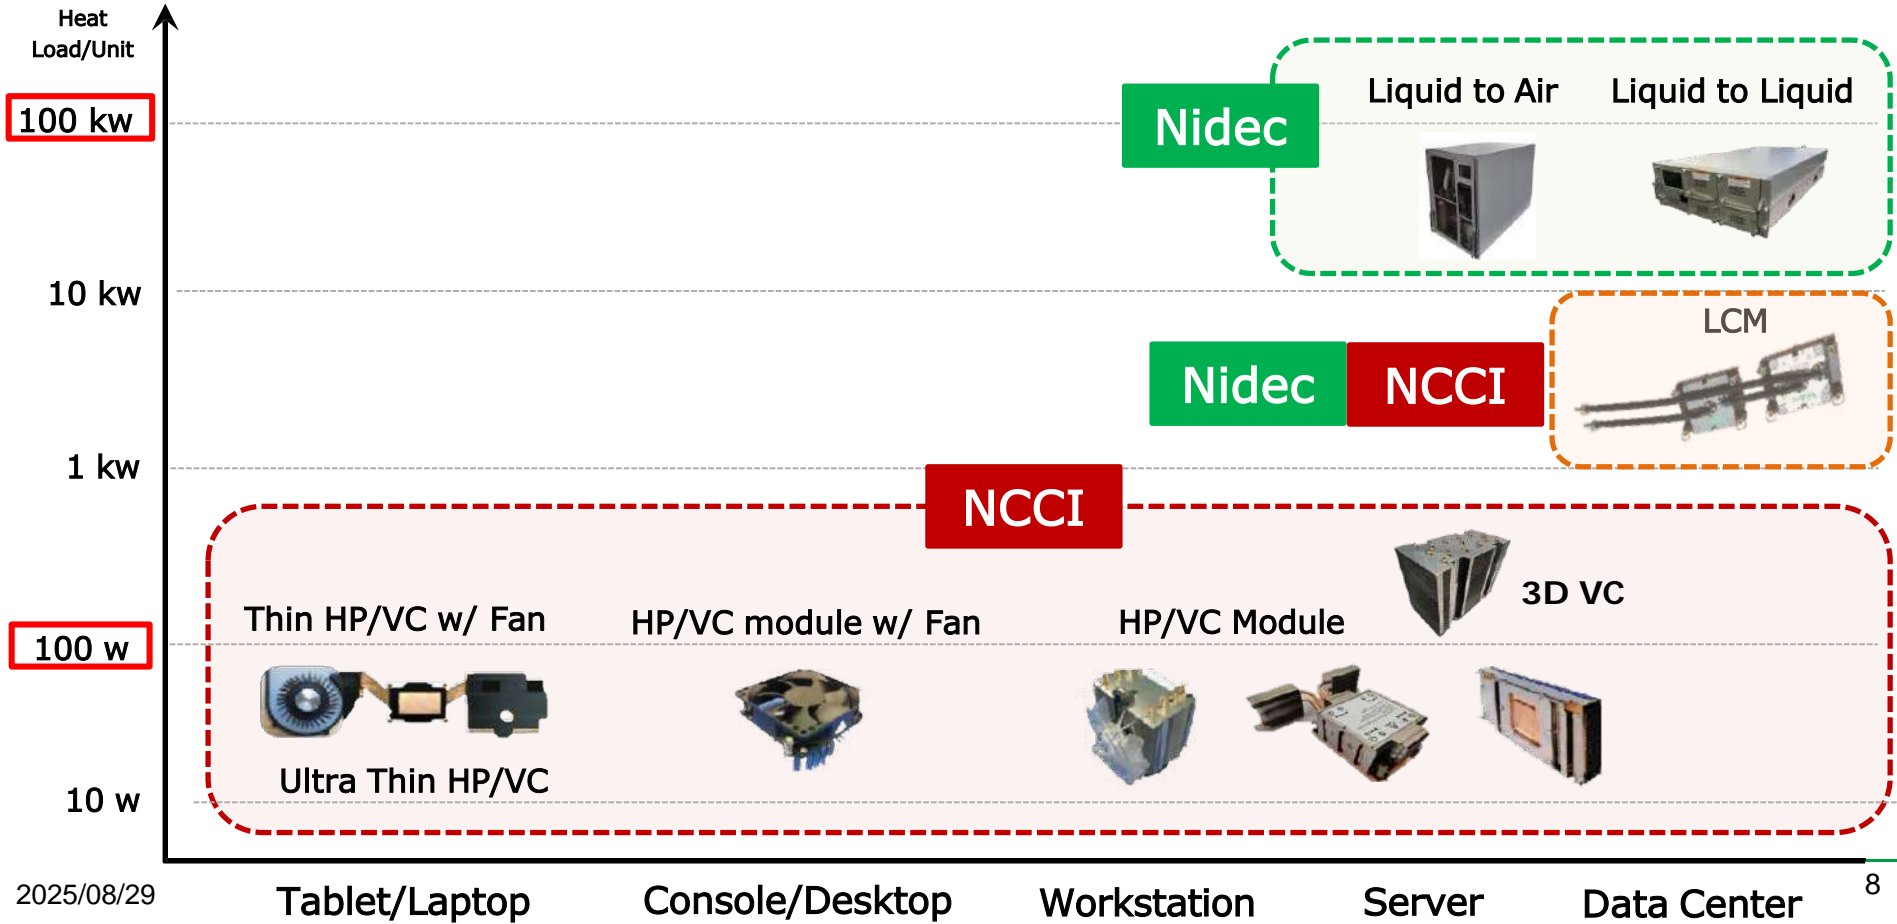 Heat
Load/Unit
100 kw
Nidec
Liquid to Air
Liquid to Liquid
10 kw
LCM
Nidec
NCCI
1 kw
NCCI
3D VC
Thin HP/VC w/ Fan
HP/VC module w/ Fan
HP/VC Module
100 w
Ultra Thin HP/VC
10 w
2025/08/29
Tablet/Laptop
Console/Desktop
Workstation
Server
Data Center
8